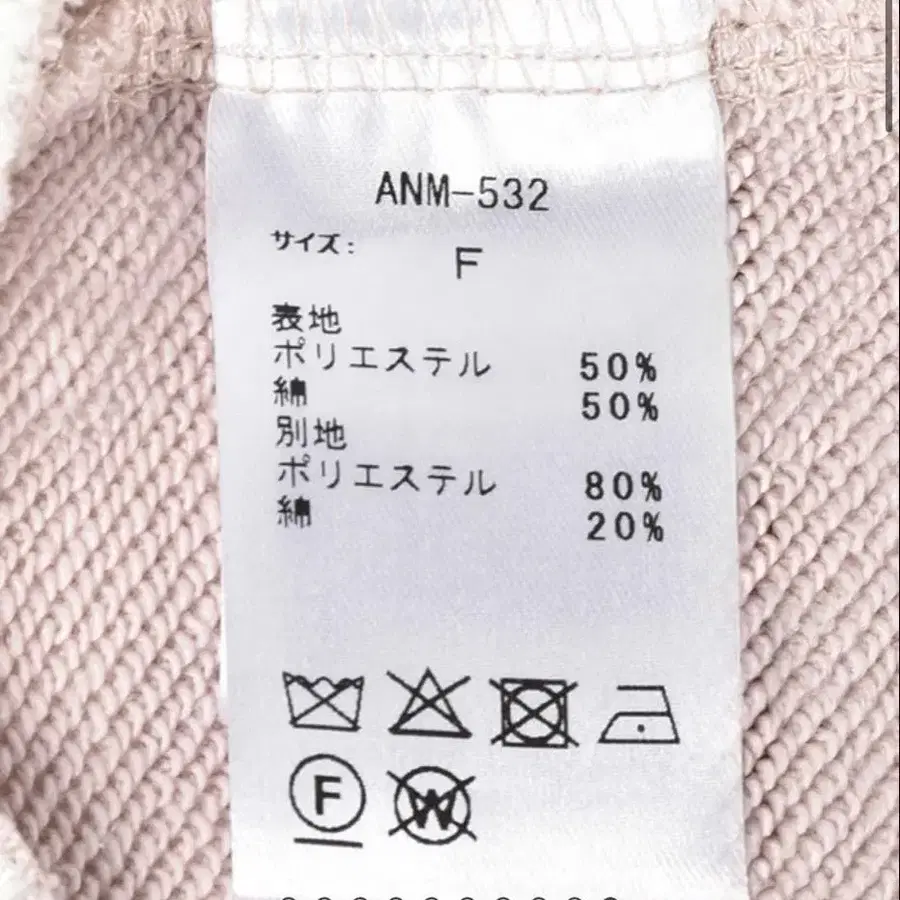 ANM-532
サイズ: F
表地
ポリエステル 50%
綿 50%
別地
ポリエステル 80%
綿 20%
F W